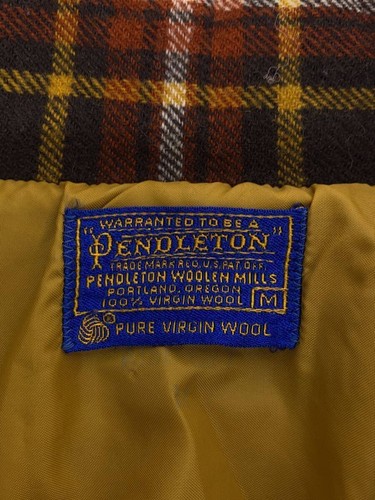 WARRANTED TO BE A
"PENDLETON"
TRADE MARK REG. U.S. PAT. OFF.
PENDLETON WOOLEN MILLS
PORTLAND, OREGON
100% VIRGIN WOOL M
PURE VIRGIN WOOL